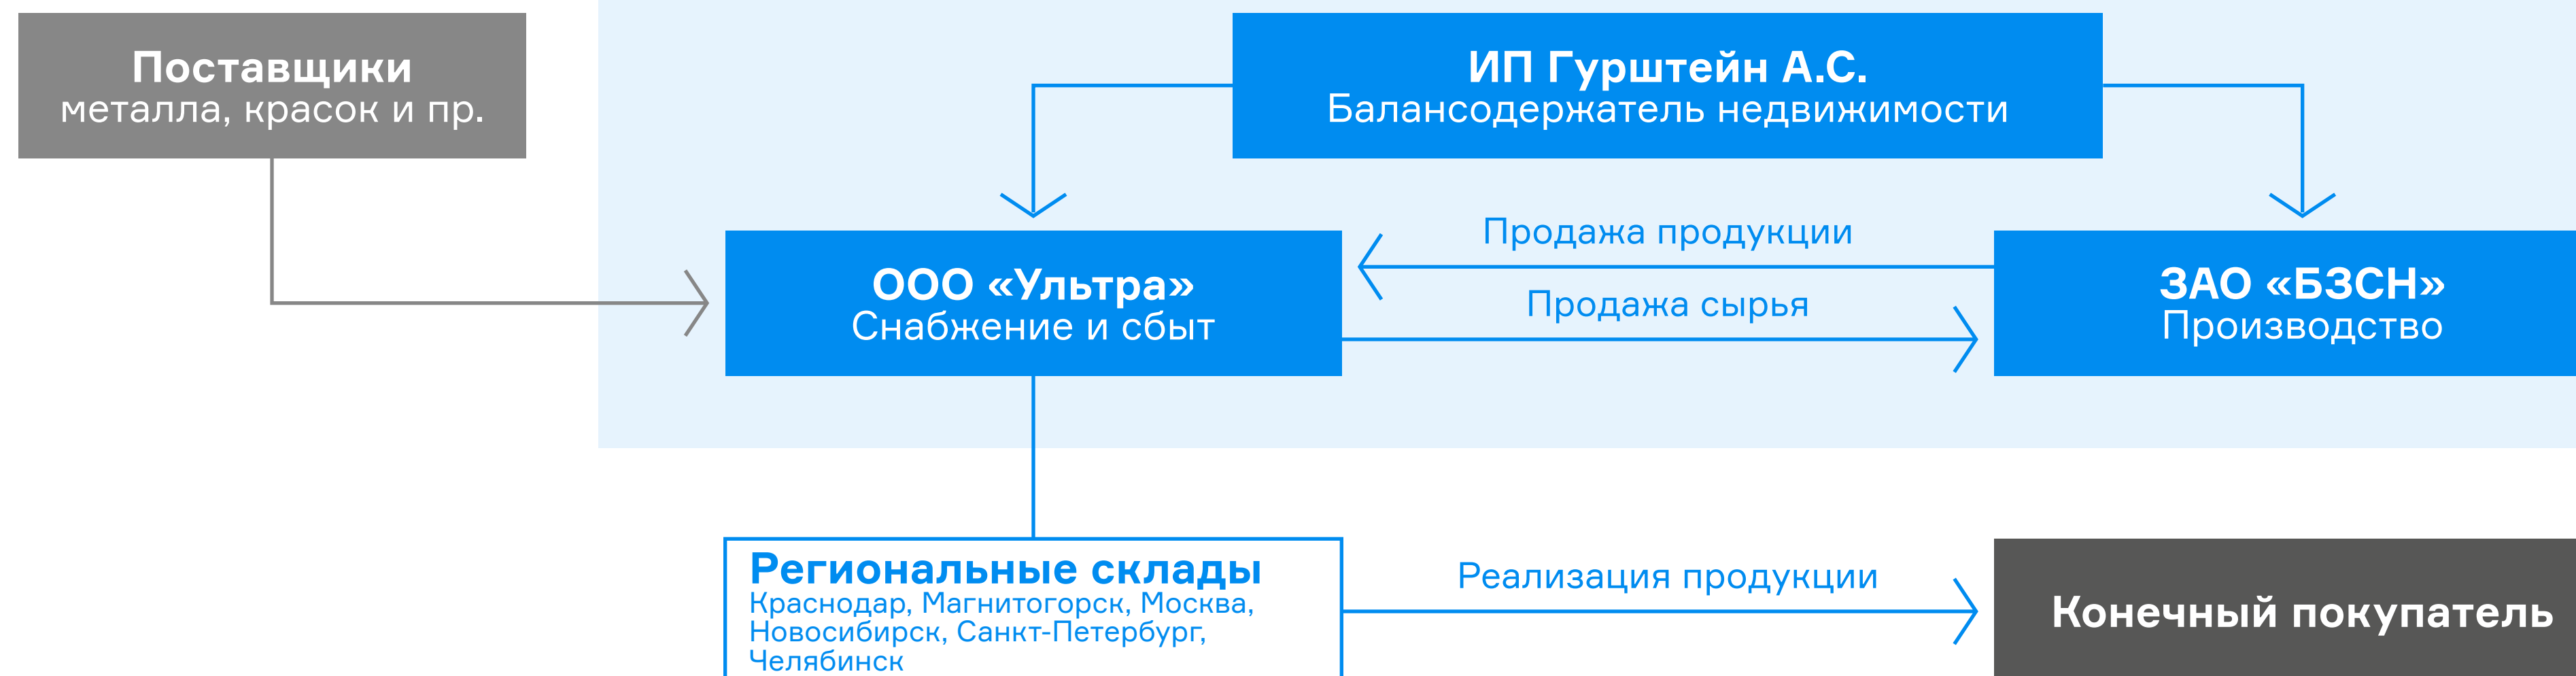 Поставщики
металла, красок и пр.
ИП Гурштейн А.С.
Балансодержатель недвижимости
Продажа продукции
ООО «Ультра»
Снабжение и сбыт
Продажа сырья
ЗАО «БЗСН»
Производство
Региональные склады
Краснодар, Магнитогорск, Москва,
Новосибирск, Санкт-Петербург,
Челябинск
Реализация продукции
Конечный покупатель